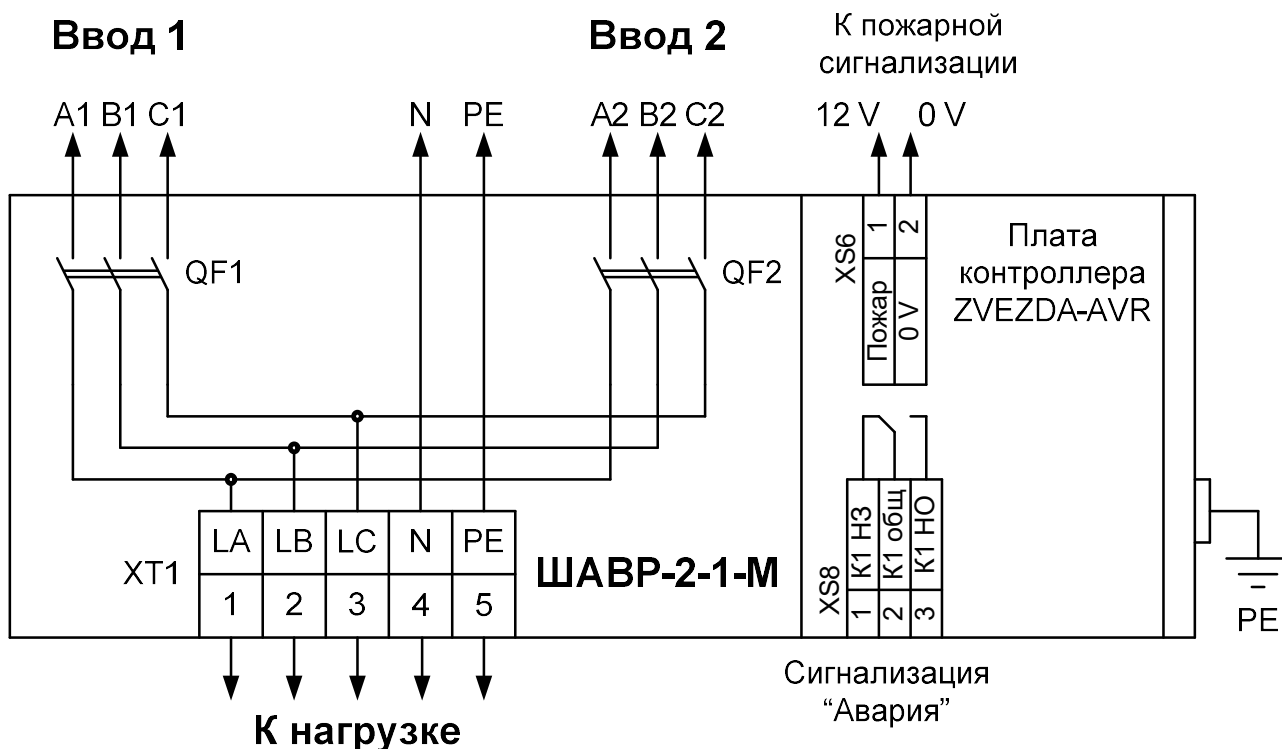 Ввод 1
Ввод 2
К пожарной
сигнализации
A1 B1 C1
N
PE
A2 B2 C2
12 V
0 V
QF1
QF2
XS6
1
2
Пожар
0 V
Плата
контроллера
ZVEZDA-AVR
XT1
LA
LB
LC
N
PE
1
2
3
4
5
ШАВР-2-1-М
XS8
К1 НЗ
К1 общ
К1 НО
1
2
3
PE
Сигнализация
“Авария”
К нагрузке